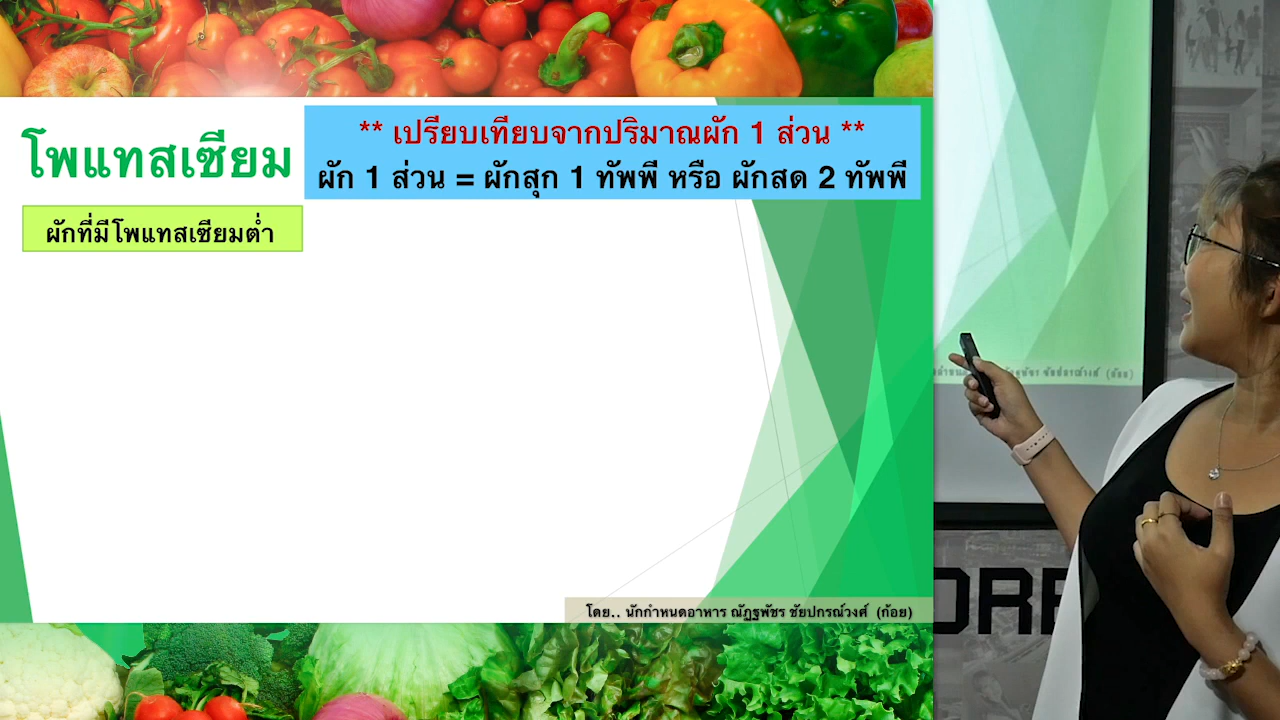 โพแทสเซียม
** เปรียบเทียบจากปริมาณผัก 1 ส่วน **
ผัก 1 ส่วน = ผักสุก 1 ทัพพี หรือ ผักสด 2 ทัพพี
ผักที่มีโพแทสเซียมต่ำ
โดย.. นักกำหนดอาหาร ณัฏฐพัชร ชัยปกรณ์วงศ์ (ก้อย)